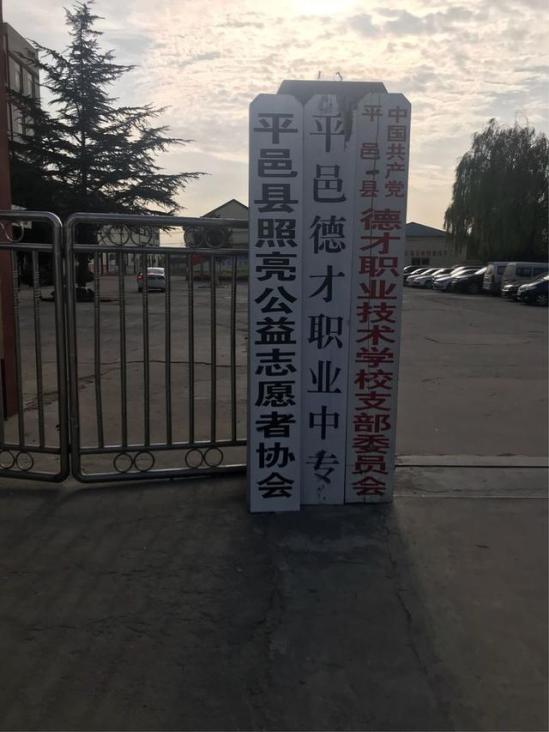 平邑县照亮公益志愿者协会
平邑德才职业中专
中国共产党
平邑县
德才职业技术学校支部委员会